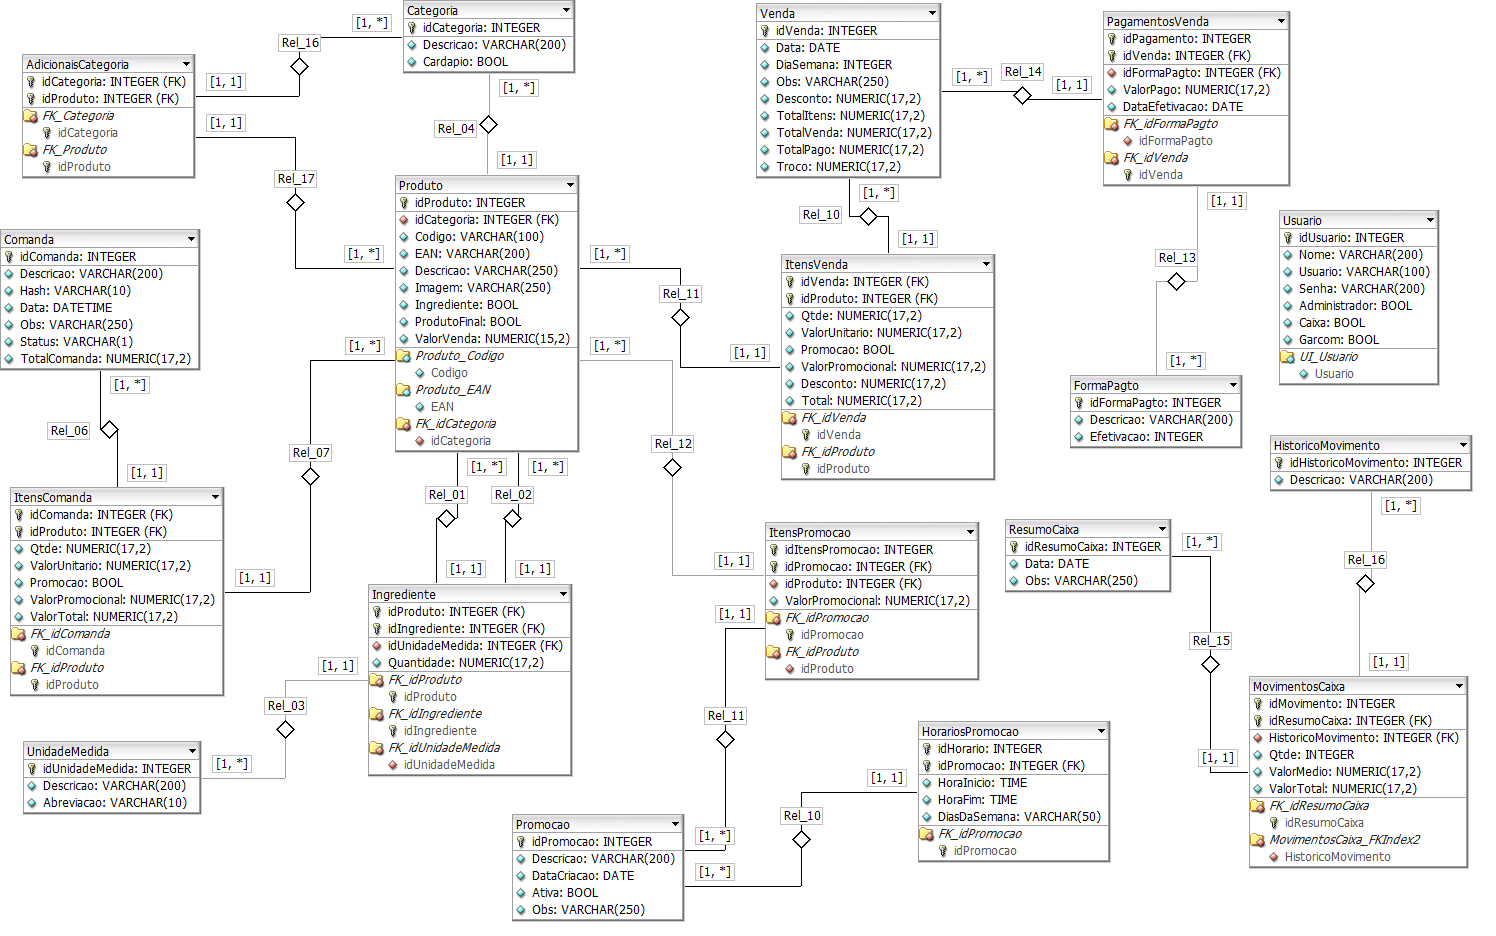 Categoria
idCategoria: INTEGER
Descricao: VARCHAR(200)
Cardapio: BOOL
[1, *]
Rel_16
[1, 1]
AdicionaisCategoria
idCategoria: INTEGER (FK)
idProduto: INTEGER (FK)
FK_Categoria
idCategoria
FK_Produto
idProduto
[1, 1]
Rel_17
[1, *]
[1, *]
Rel_04
[1, 1]
Venda
idVenda: INTEGER
Data: DATE
DiaSemana: INTEGER
Obs: VARCHAR(250)
Desconto: NUMERIC(17,2)
TotalItens: NUMERIC(17,2)
TotalVenda: NUMERIC(17,2)
TotalPago: NUMERIC(17,2)
Troco: NUMERIC(17,2)
[1, *]
Rel_14
[1, 1]
PagamentosVenda
idPagamento: INTEGER
idVenda: INTEGER (FK)
idFormaPagto: INTEGER (FK)
ValorPago: NUMERIC(17,2)
DataEfetivacao: DATE
FK_idFormaPagto
idFormaPagto
FK_idVenda
idVenda
[1, *]
Rel_10
[1, 1]
[1, 1]
Rel_13
[1, *]
Produto
idProduto: INTEGER
idCategoria: INTEGER (FK)
Codigo: VARCHAR(100)
EAN: VARCHAR(200)
Descricao: VARCHAR(250)
Imagem: VARCHAR(250)
Ingrediente: BOOL
ProdutoFinal: BOOL
ValorVenda: NUMERIC(15,2)
Produto_Codigo
Codigo
Produto_EAN
EAN
FK_idCategoria
idCategoria
Comanda
idComanda: INTEGER
Descricao: VARCHAR(200)
Hash: VARCHAR(10)
Data: DATETIME
Obs: VARCHAR(250)
Status: VARCHAR(1)
TotalComanda: NUMERIC(17,2)
[1, *]
Rel_06
[1, 1]
[1, *]
Rel_07
[1, 1]
[1, *]
Rel_11
[1, 1]
[1, *]
Rel_12
[1, 1]
ItensVenda
idVenda: INTEGER (FK)
idProduto: INTEGER (FK)
Qtde: NUMERIC(17,2)
ValorUnitario: NUMERIC(17,2)
Promocao: BOOL
ValorPromocional: NUMERIC(17,2)
Desconto: NUMERIC(17,2)
Total: NUMERIC(17,2)
FK_idVenda
idVenda
FK_idProduto
idProduto
Usuario
idUsuario: INTEGER
Nome: VARCHAR(200)
Usuario: VARCHAR(100)
Senha: VARCHAR(200)
Administrador: BOOL
Caixa: BOOL
Garcom: BOOL
UI_Usuario
Usuario
FormaPagto
idFormaPagto: INTEGER
Descricao: VARCHAR(200)
Efetivacao: INTEGER
HistoricoMovimento
idHistoricoMovimento: INTEGER
Descricao: VARCHAR(200)
[1, *]
Rel_16
[1, 1]
[1, *]
Rel_01
[1, 1]
[1, *]
Rel_02
[1, 1]
ItensComanda
idComanda: INTEGER (FK)
idProduto: INTEGER (FK)
Qtde: NUMERIC(17,2)
ValorUnitario: NUMERIC(17,2)
Promocao: BOOL
ValorPromocional: NUMERIC(17,2)
ValorTotal: NUMERIC(17,2)
FK_idComanda
idComanda
FK_idProduto
idProduto
Ingrediente
idProduto: INTEGER (FK)
idIngrediente: INTEGER (FK)
idUnidadeMedida: INTEGER (FK)
Quantidade: NUMERIC(17,2)
FK_idProduto
idProduto
FK_idIngrediente
idIngrediente
FK_idUnidadeMedida
idUnidadeMedida
[1, 1]
Rel_03
[1, *]
UnidadeMedida
idUnidadeMedida: INTEGER
Descricao: VARCHAR(200)
Abreviacao: VARCHAR(10)
ItensPromocao
idItensPromocao: INTEGER
idPromocao: INTEGER (FK)
idProduto: INTEGER (FK)
ValorPromocional: NUMERIC(17,2)
FK_idPromocao
idPromocao
FK_idProduto
idProduto
[1, 1]
Rel_11
[1, *]
ResumoCaixa
idResumoCaixa: INTEGER
Data: DATE
Obs: VARCHAR(250)
[1, *]
Rel_15
[1, 1]
MovimentosCaixa
idMovimento: INTEGER
idResumoCaixa: INTEGER (FK)
HistoricoMovimento: INTEGER (FK)
Qtde: INTEGER
ValorMedio: NUMERIC(17,2)
ValorTotal: NUMERIC(17,2)
FK_idResumoCaixa
idResumoCaixa
MovimentosCaixa_FKIndex2
HistoricoMovimento
HorariosPromocao
idHorario: INTEGER
idPromocao: INTEGER (FK)
HoraInicio: TIME
HoraFim: TIME
DiasDaSemana: VARCHAR(50)
FK_idPromocao
idPromocao
[1, 1]
Rel_10
[1, *]
Promocao
idPromocao: INTEGER
Descricao: VARCHAR(200)
DataCriacao: DATE
Ativa: BOOL
Obs: VARCHAR(250)